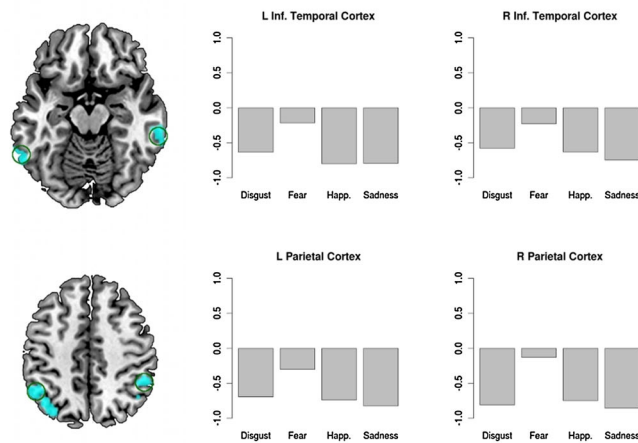 L Inf. Temporal Cortex
1.0
0.5
0.0
-0.5
-1.0
Disgust Fear Happ. Sadness
R Inf. Temporal Cortex
1.0
0.5
0.0
-0.5
-1.0
Disgust Fear Happ. Sadness
L Parietal Cortex
1.0
0.5
0.0
-0.5
-1.0
Disgust Fear Happ. Sadness
R Parietal Cortex
1.0
0.5
0.0
-0.5
-1.0
Disgust Fear Happ. Sadness